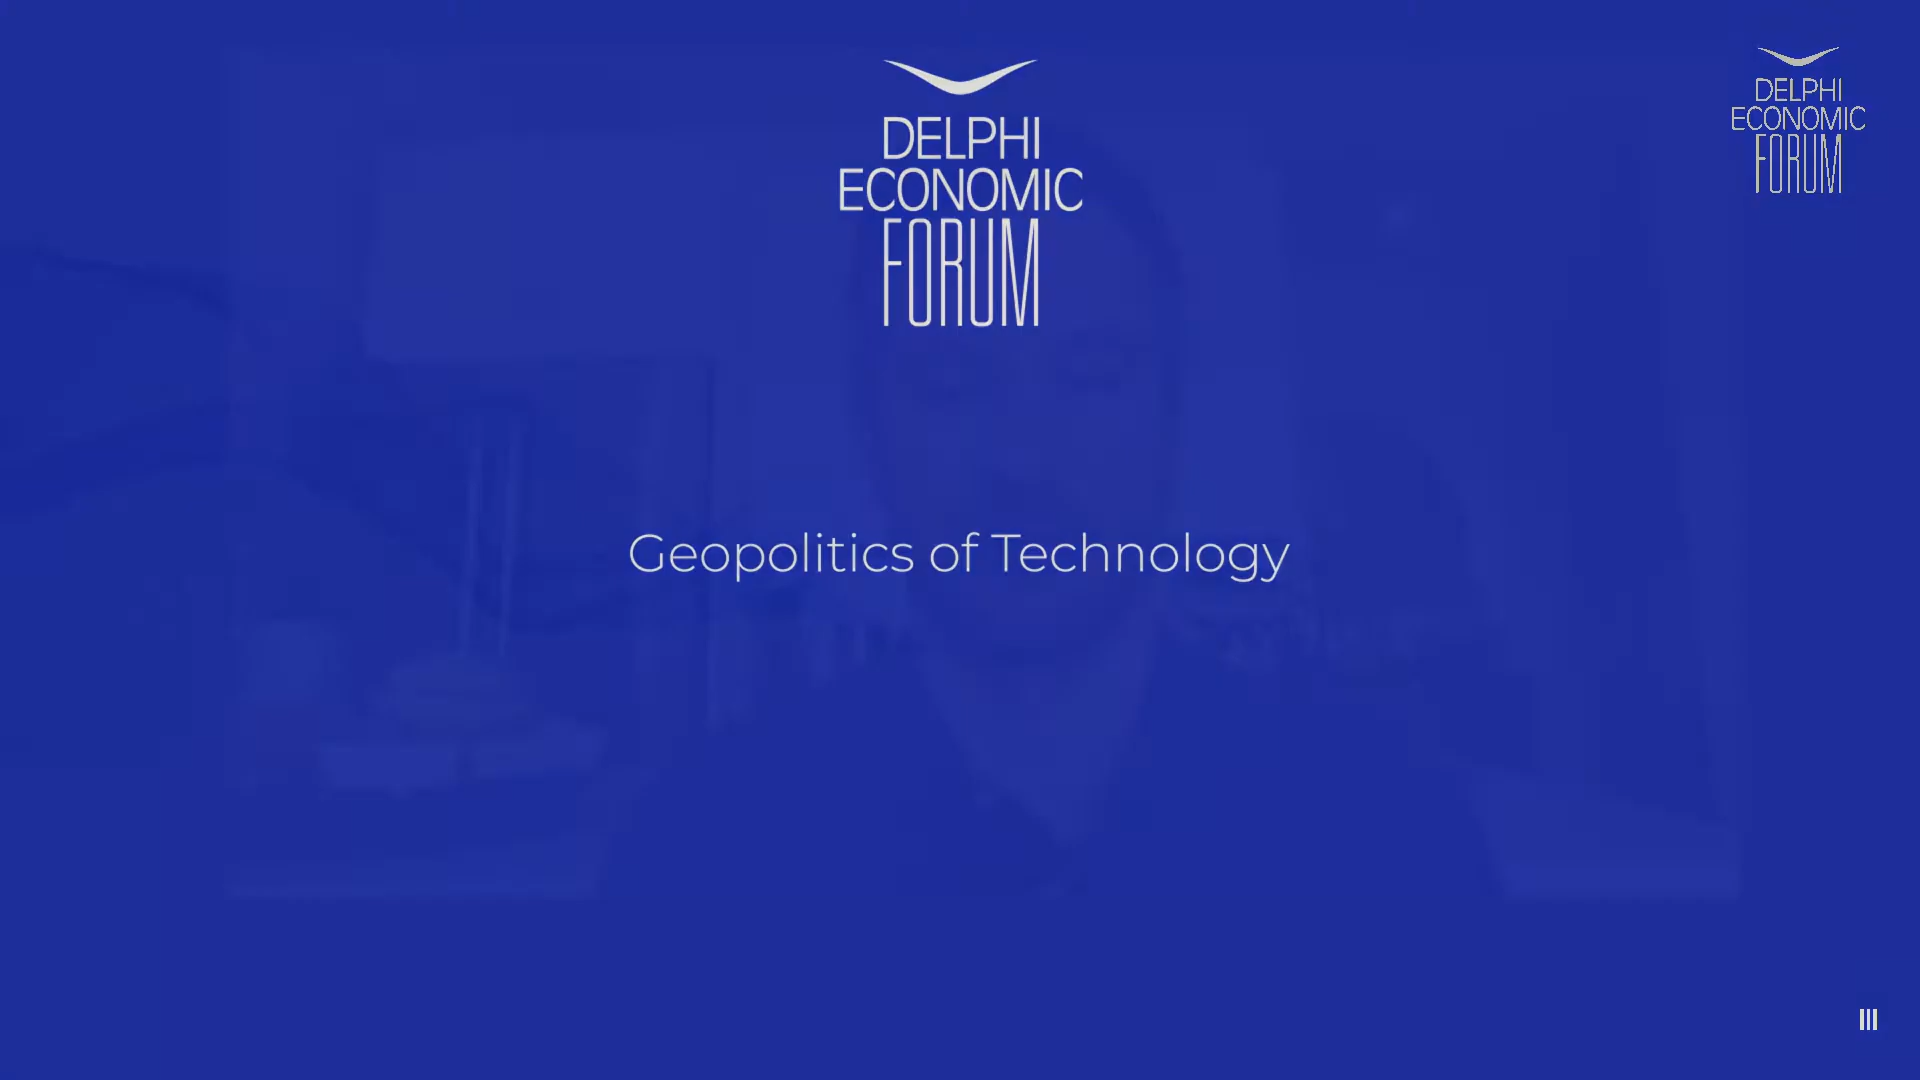 DELPHI
ECONOMIC
FORUM
DELPHI
ECONOMIC
FORUM
Geopolitics of Technology